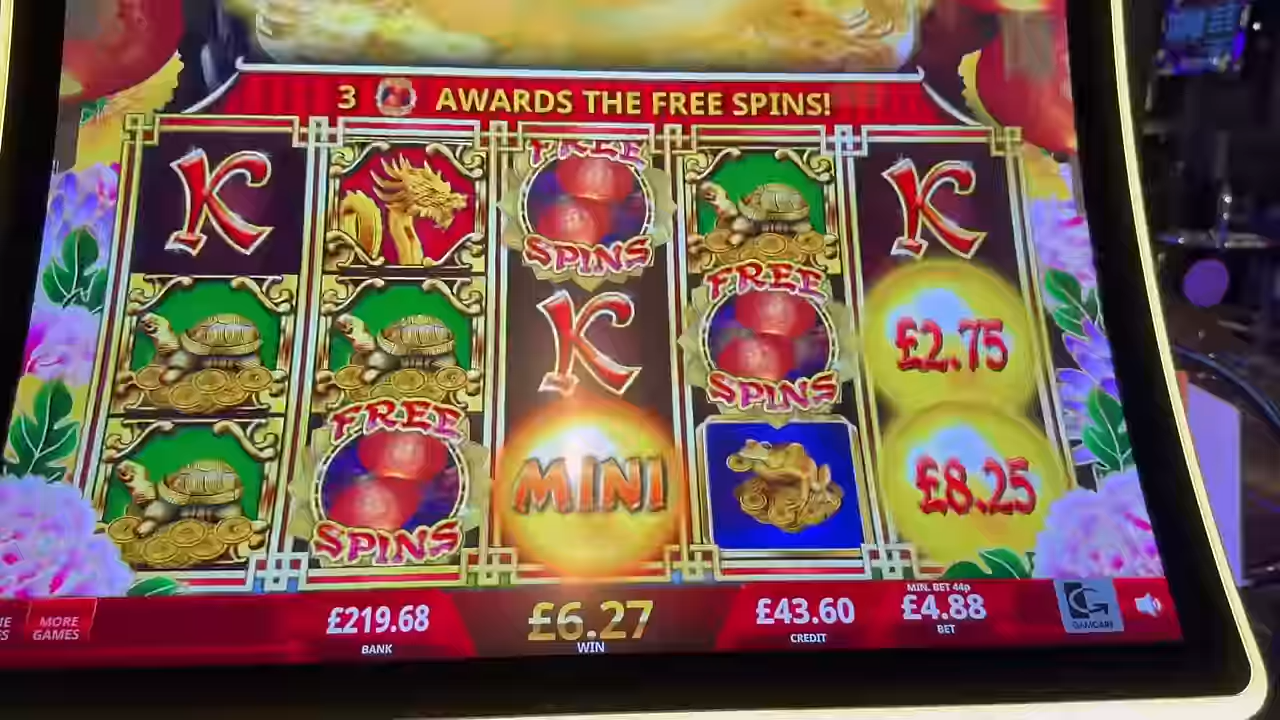 3 AWARDS THE FREE SPINS!
K
FREE
SPINS
K
K
FREE
SPINS
£2.75
FREE
SPINS
MINI
£8.25
MORE
GAMES
£219.68
BANK
£6.27
WIN
£43.60
CREDIT
MIN. BET 44p
£4.88
BET
GAMCARE